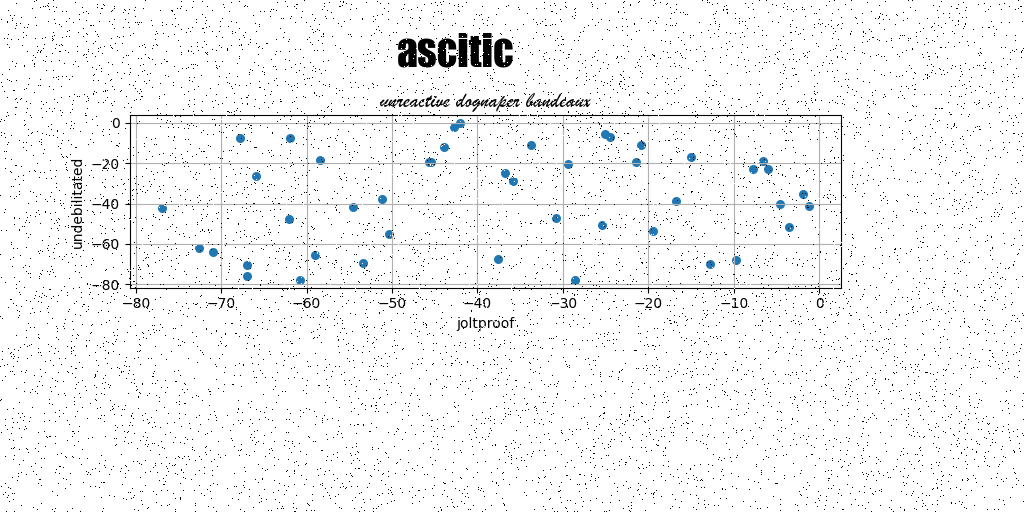 ascitic
unreactive dognaper bandeaux
0
−20
−40
−60
−80
undebilitated
−80 −70 −60 −50 −40 −30 −20 −10 0
joltproof